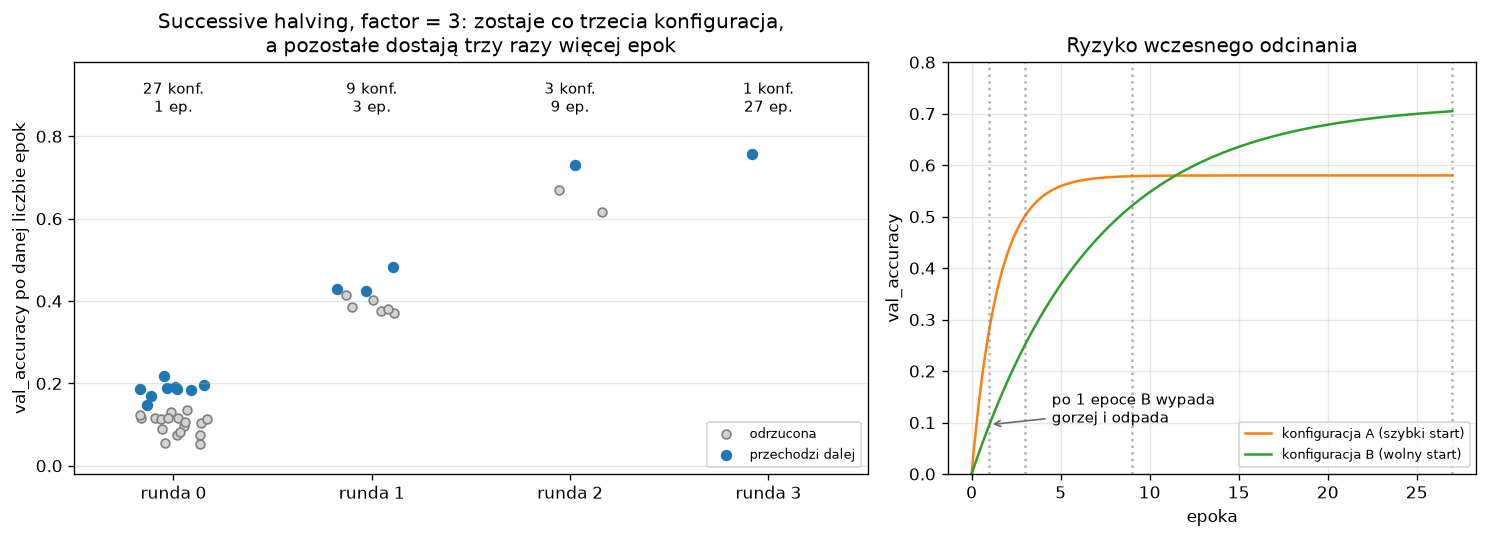 Successive halving, factor = 3: zostaje co trzecia konfiguracja,
a pozostałe dostają trzy razy więcej epok
val_accuracy po danej liczbie epok
0.8
0.6
0.4
0.2
0.0
27 konf.
1 ep.
9 konf.
3 ep.
3 konf.
9 ep.
1 konf.
27 ep.
odrzucona
przechodzi dalej
runda 0
runda 1
runda 2
runda 3
Ryzyko wczesnego odcinania
val_accuracy
0.8
0.7
0.6
0.5
0.4
0.3
0.2
0.1
0.0
po 1 epoce B wypada
gorzej i odpada
konfiguracja A (szybki start)
konfiguracja B (wolny start)
0
5
10
15
20
25
epoka